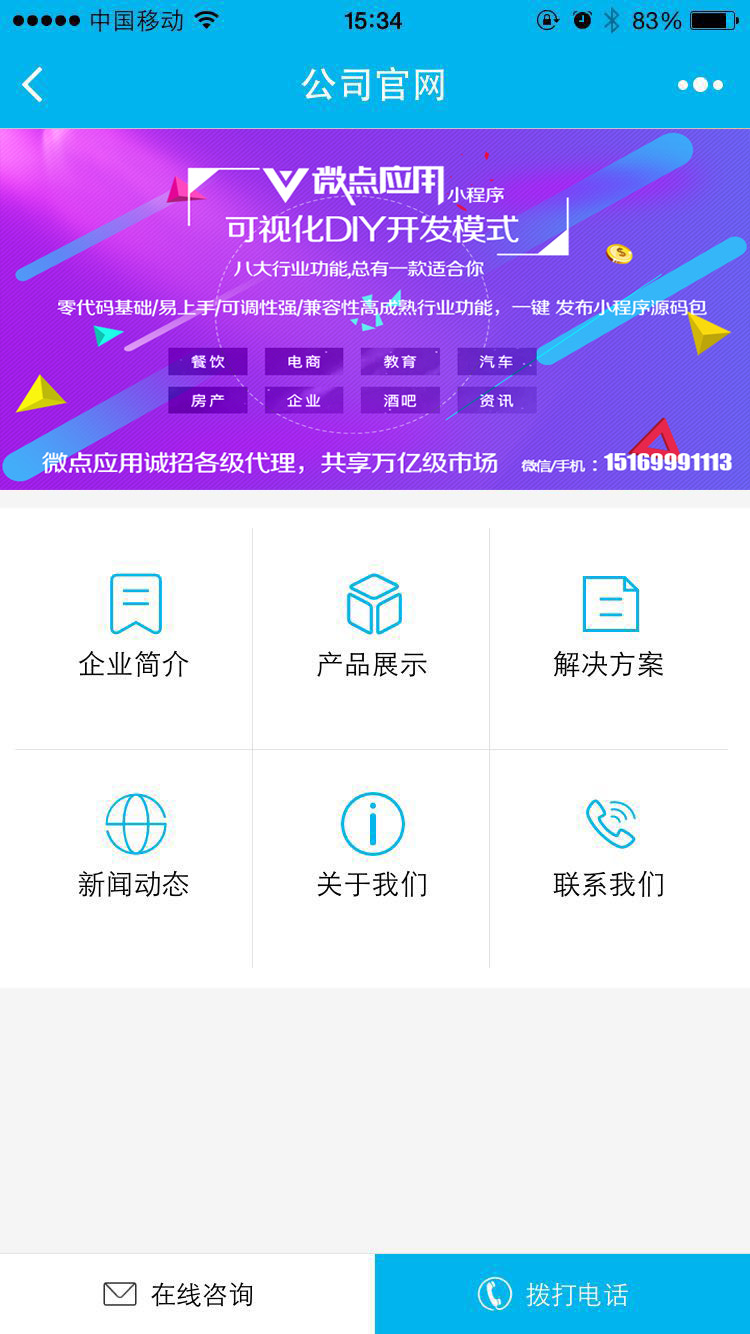 中国移动 15:34 83%
公司官网
微点应用小程序
可视化DIY开发模式
八大行业功能,总有一款适合你
零代码基础/易上手/可调性强/兼容性高成熟行业功能，一键 发布小程序源码包
餐饮 电商 教育 汽车
房产 企业 酒吧 资讯
微点应用诚招各级代理，共享万亿级市场 微信/手机：15169991113
企业简介 产品展示 解决方案
新闻动态 关于我们 联系我们
在线咨询 拨打电话